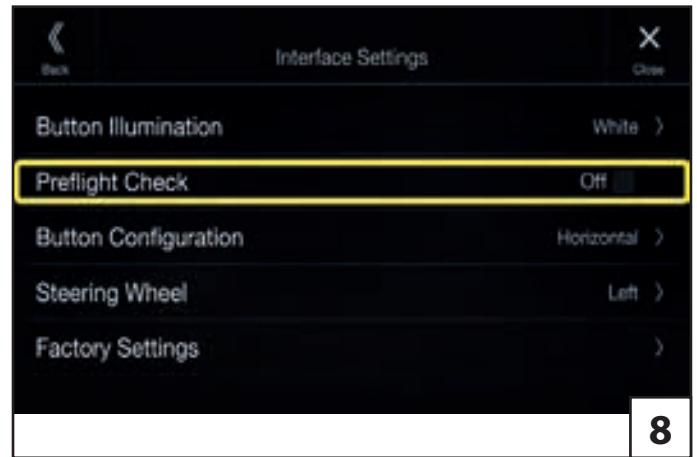 Back Interface Settings Close
Button Illumination White
Preflight Check Off
Button Configuration Horizontal
Steering Wheel Left
Factory Settings
8